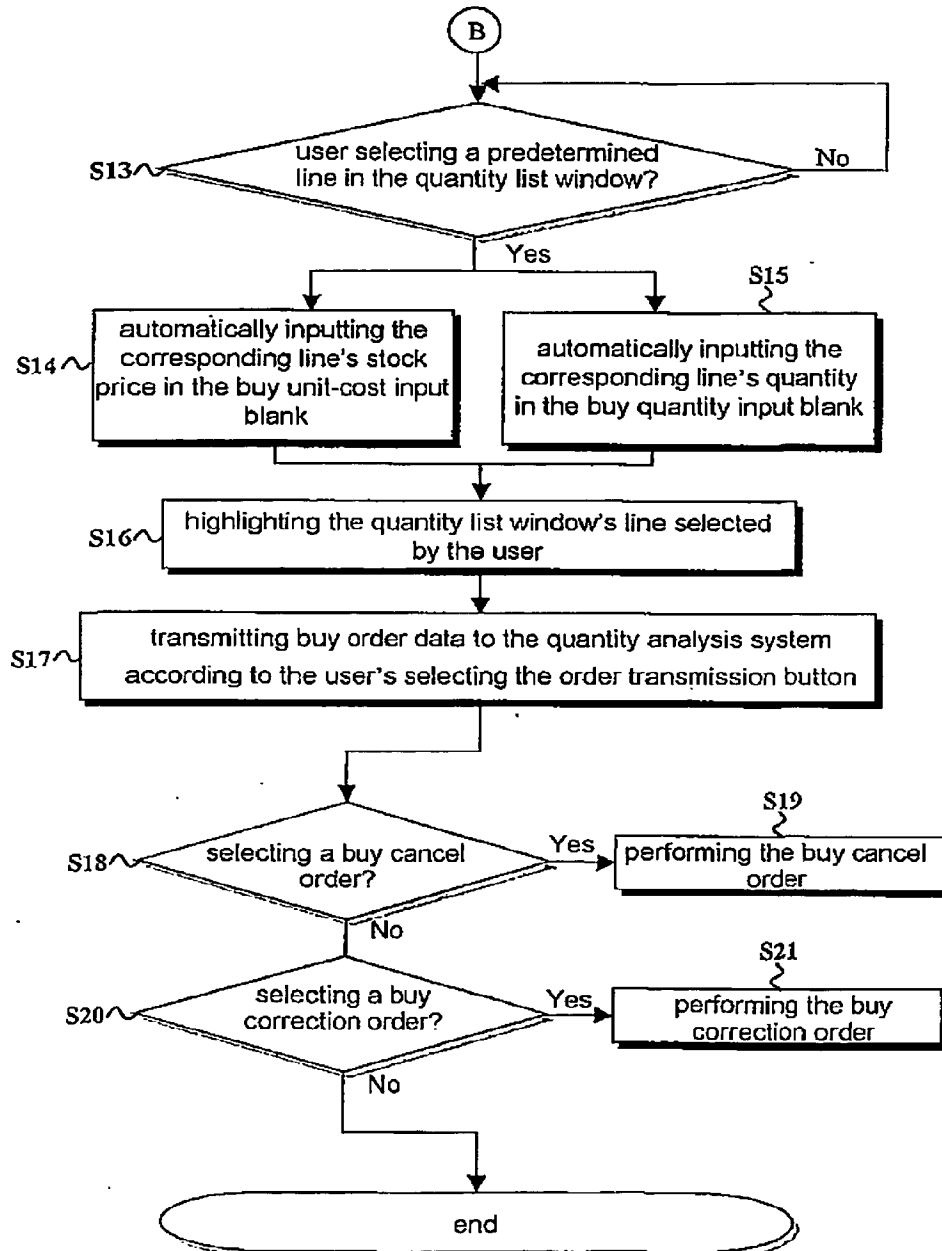 B
S13
user selecting a predetermined
line in the quantity list window?
No
Yes
S14
automatically inputting the
corresponding line's stock
price in the buy unit-cost input
blank
S15
automatically inputting the
corresponding line's quantity
in the buy quantity input blank
S16
highlighting the quantity list window's line selected
by the user
S17
transmitting buy order data to the quantity analysis system
according to the user's selecting the order transmission button
S18
selecting a buy cancel
order?
Yes
S19
performing the buy cancel
order
No
S20
selecting a buy
correction order?
Yes
S21
performing the buy
correction order
No
end